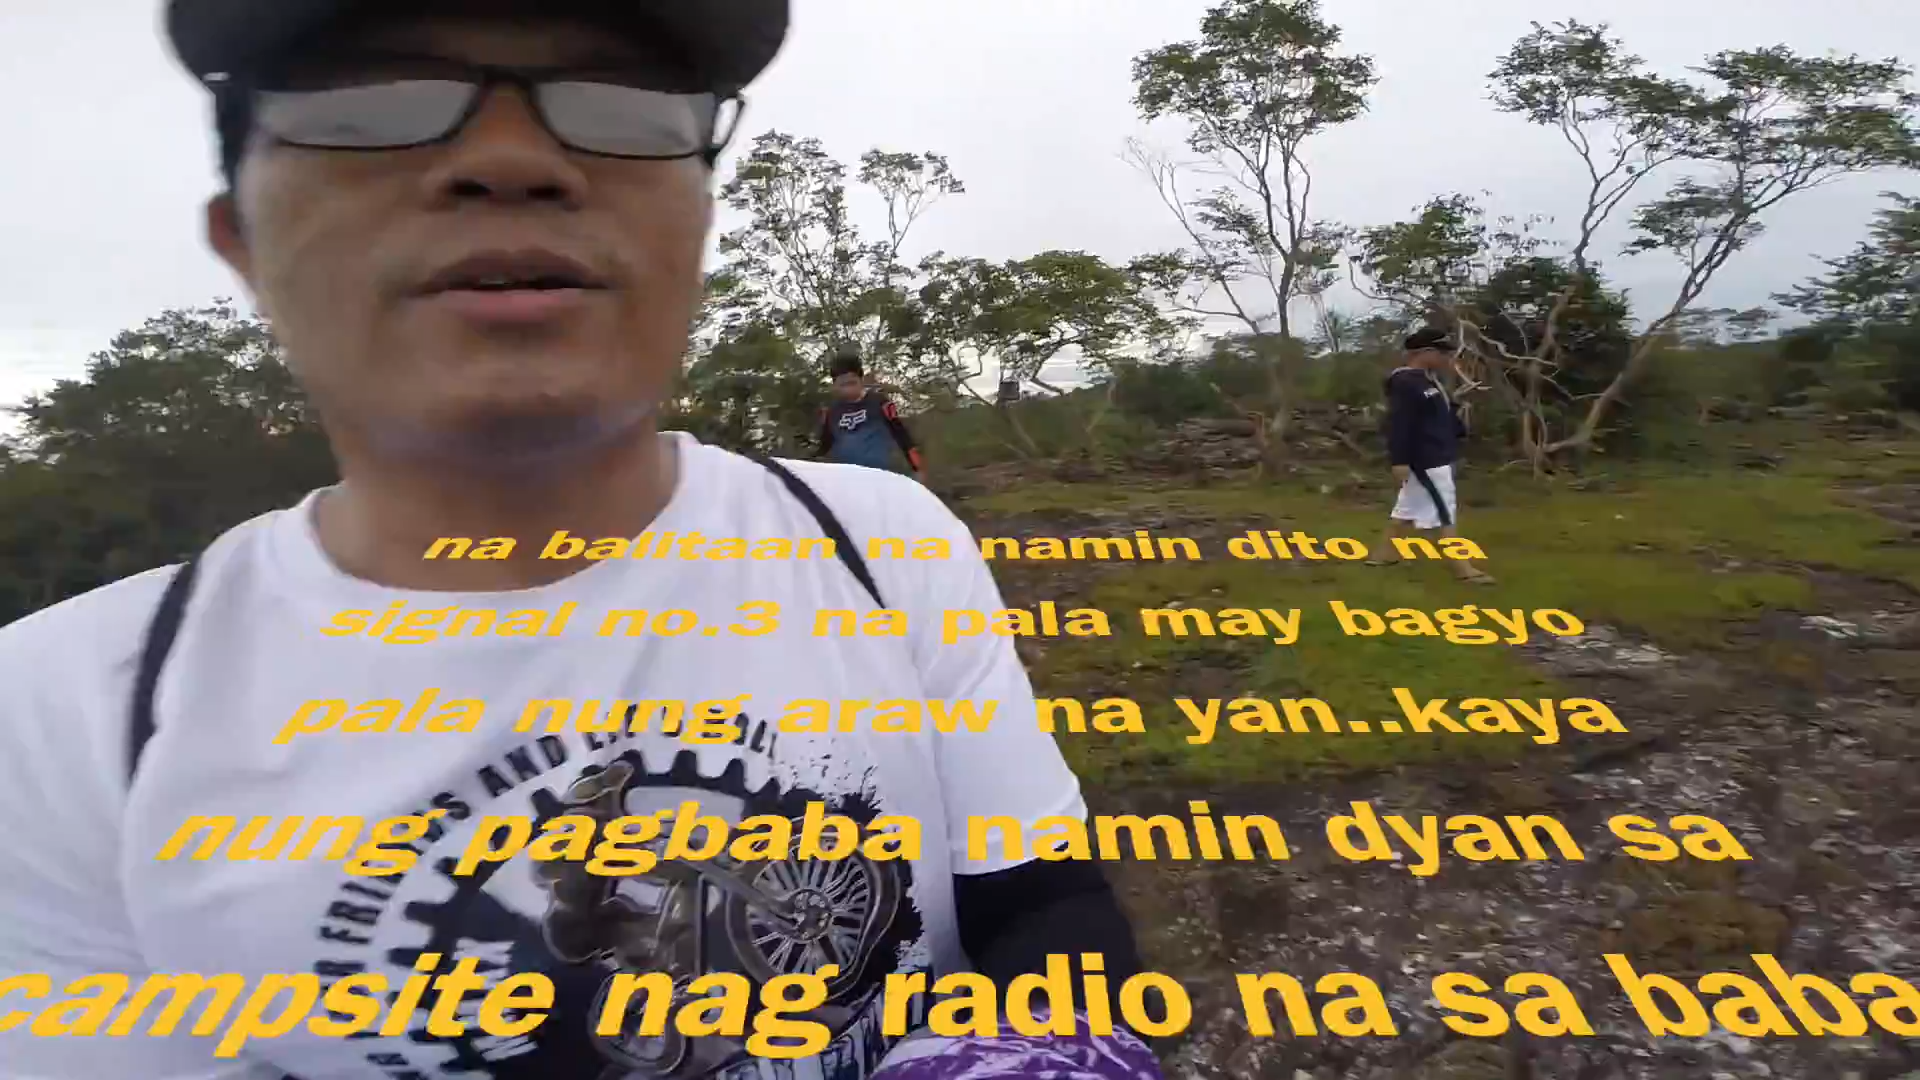 na balitaan na namin dito na
signal no.3 na pala may bagyo
pala nung araw na yan..kaya
nung pagbaba namin dyan sa
campsite nag radio na sa baba
AND